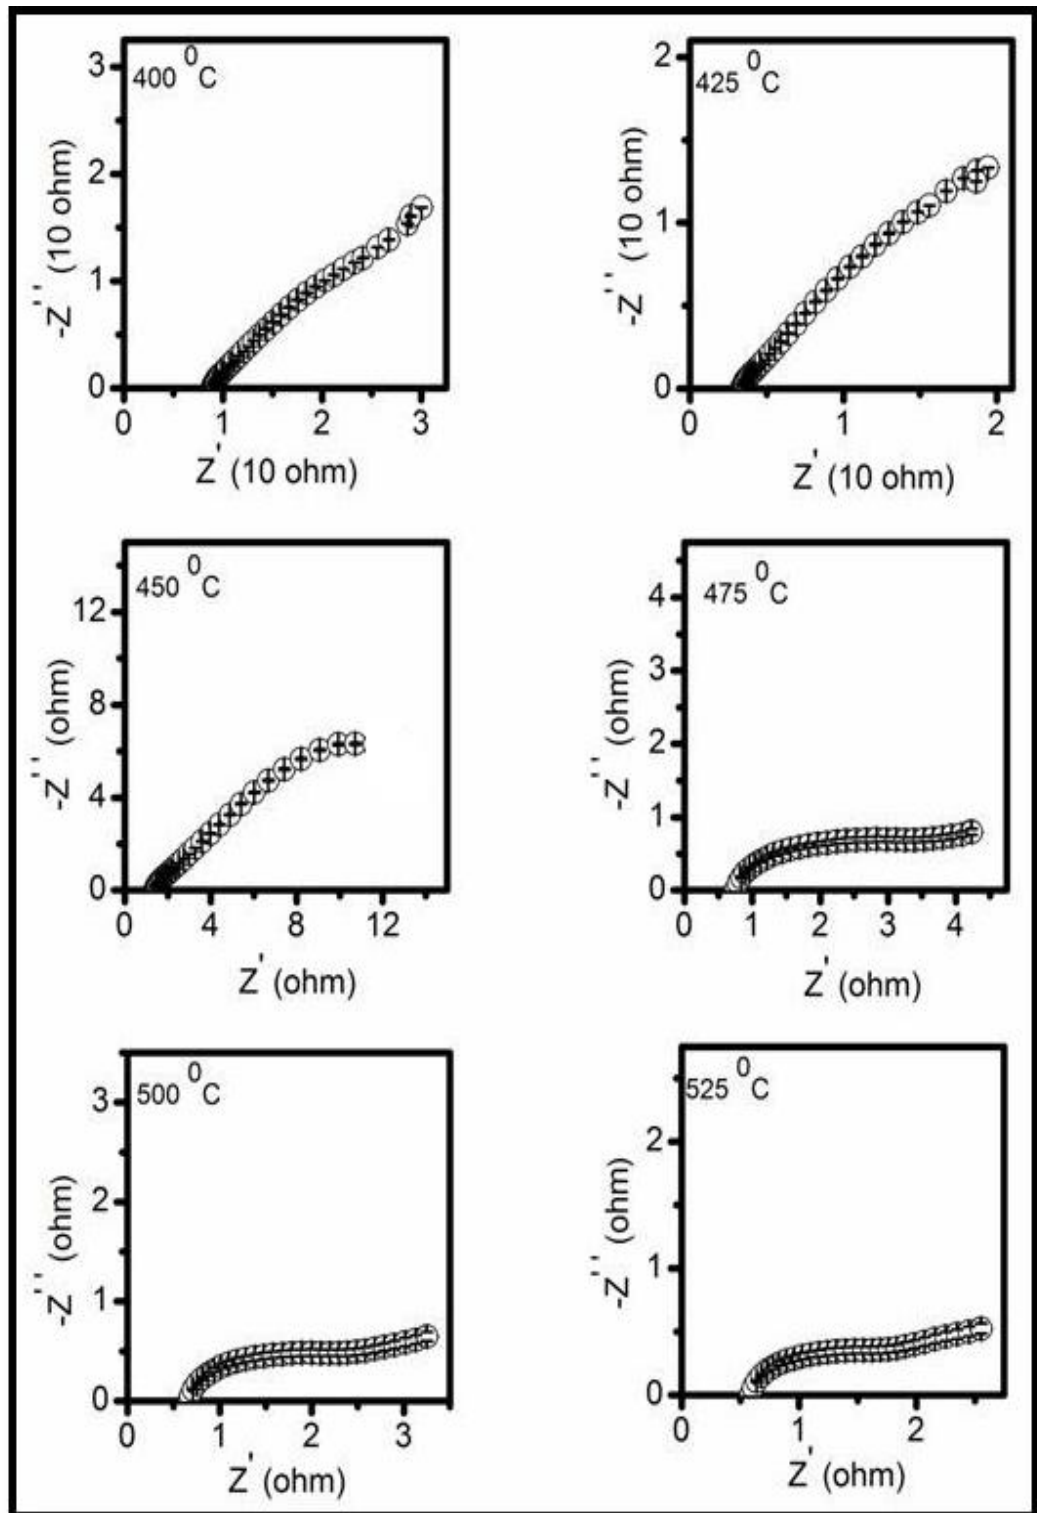 400 ⁰C
3
2
1
0
-Z'' (10 ohm)
0 1 2 3
Z' (10 ohm)
425 ⁰C
2
1
0
-Z'' (10 ohm)
0 1 2
Z' (10 ohm)
450 ⁰C
12
8
4
0
-Z'' (ohm)
0 4 8 12
Z' (ohm)
475 ⁰C
4
3
2
1
0
-Z'' (ohm)
0 1 2 3 4
Z' (ohm)
500 ⁰C
3
2
1
0
-Z'' (ohm)
0 1 2 3
Z' (ohm)
525 ⁰C
2
1
0
-Z'' (ohm)
0 1 2
Z' (ohm)